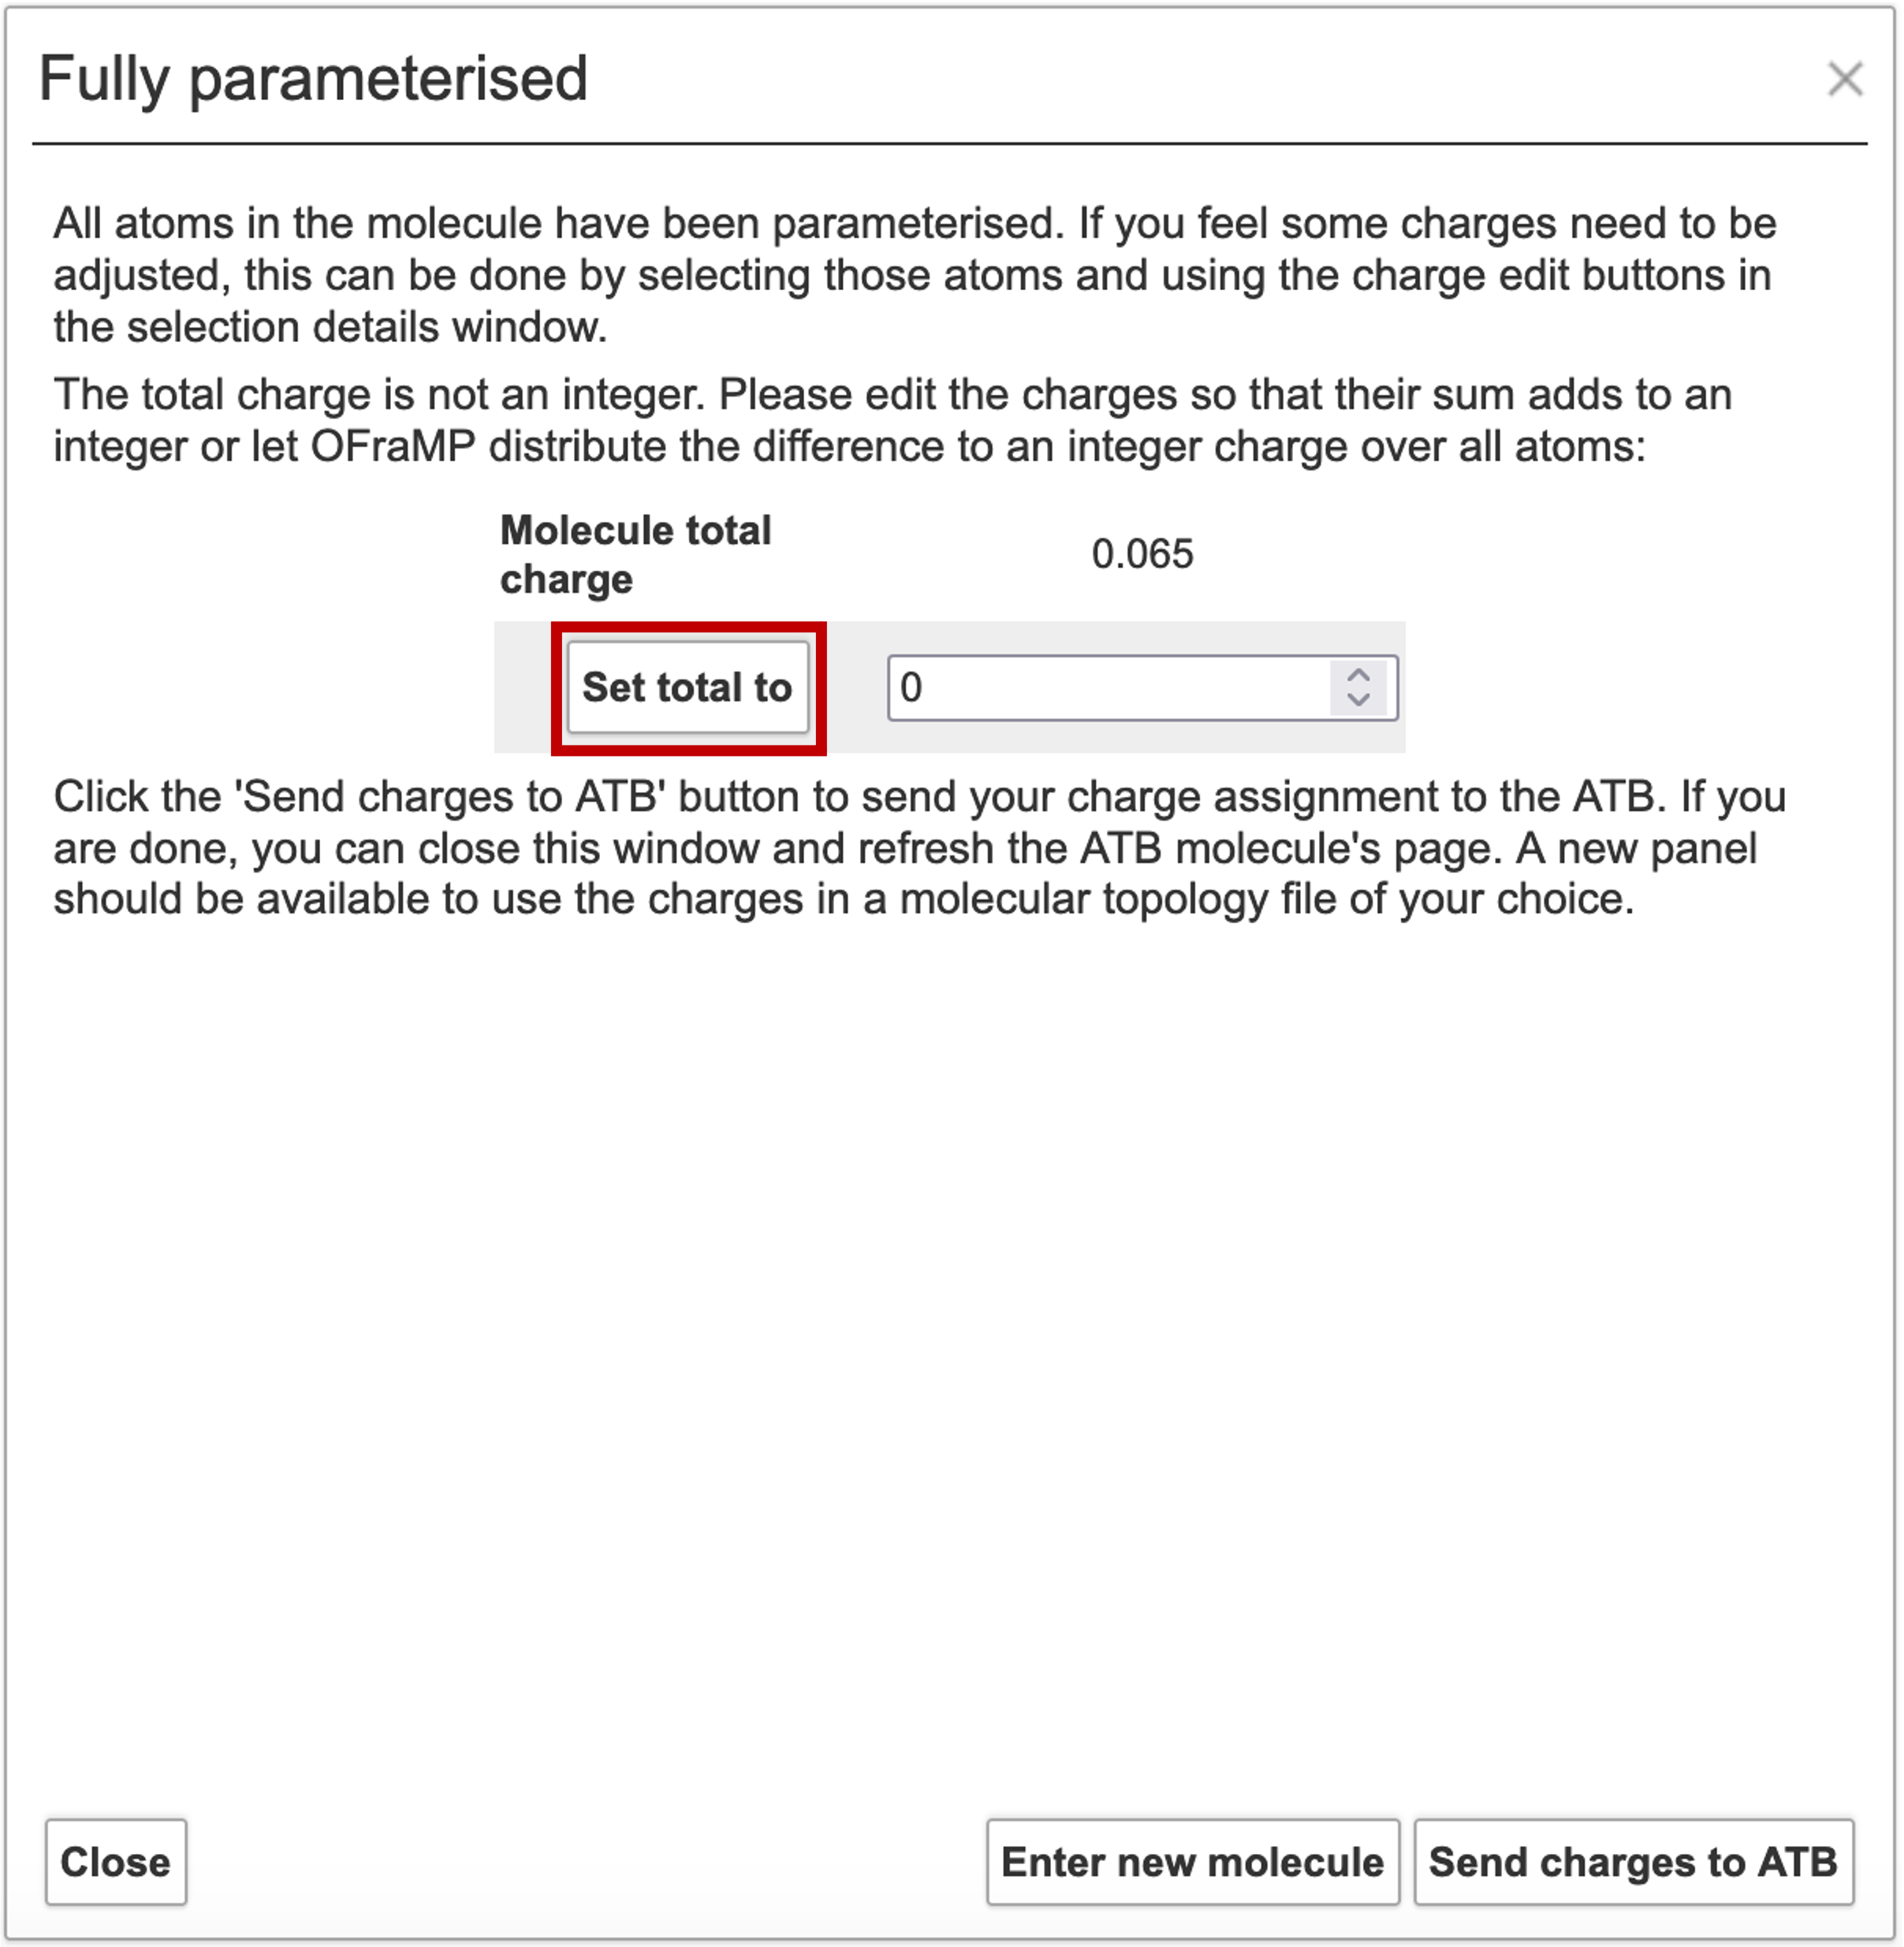 Fully parameterised
All atoms in the molecule have been parameterised. If you feel some charges need to be
adjusted, this can be done by selecting those atoms and using the charge edit buttons in
the selection details window.
The total charge is not an integer. Please edit the charges so that their sum adds to an
integer or let OFraMP distribute the difference to an integer charge over all atoms:
Molecule total
charge
0.065
Set total to
0
Click the 'Send charges to ATB' button to send your charge assignment to the ATB. If you
are done, you can close this window and refresh the ATB molecule's page. A new panel
should be available to use the charges in a molecular topology file of your choice.
Close
Enter new molecule
Send charges to ATB